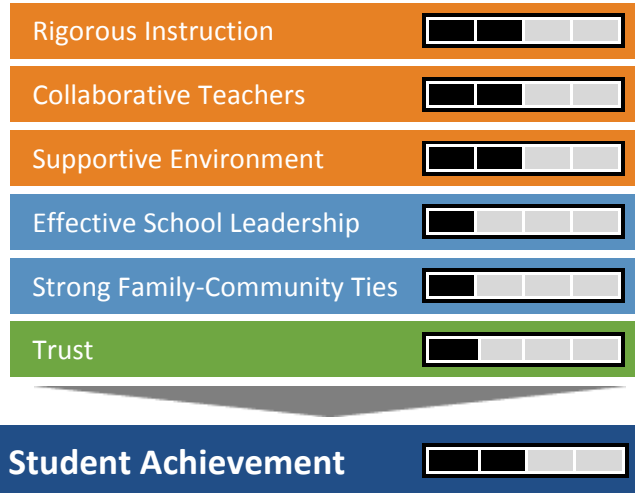 Rigorous Instruction
Collaborative Teachers
Supportive Environment
Effective School Leadership
Strong Family-Community Ties
Trust
Student Achievement